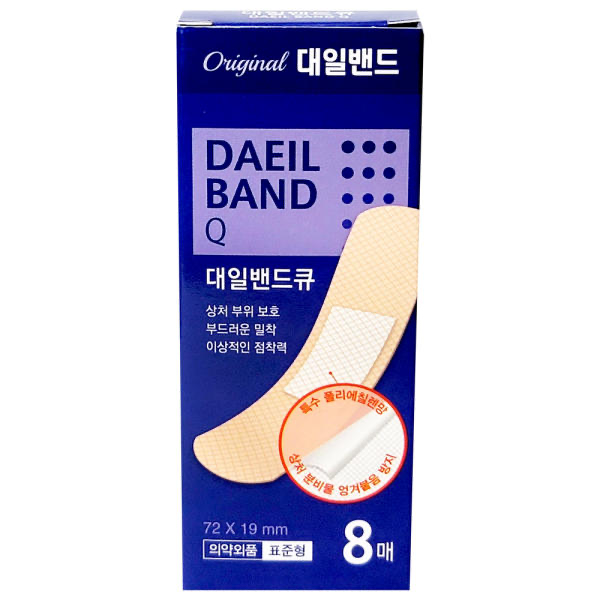 Original 대일밴드
DAEIL
BAND
Q
대일밴드큐
상처 부위 보호
부드러운 밀착
이상적인 점착력
특수 폴리에칠렌망
상처 분비물 엉겨붙음 방지
72 X 19 mm
의약외품 표준형
8매